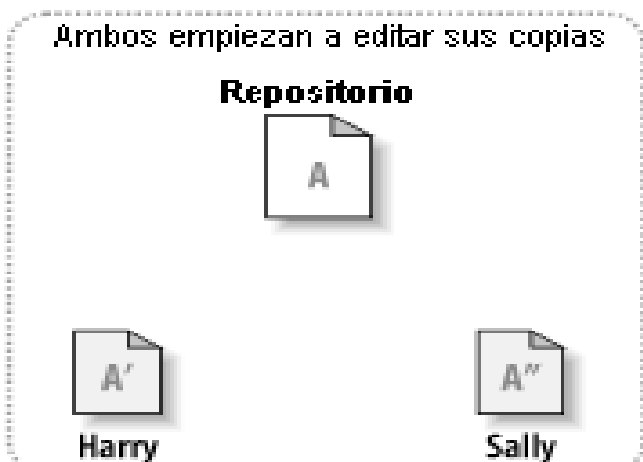 Ambos empiezan a editar sus copias
Repositorio
A
A′ A″
Harry Sally